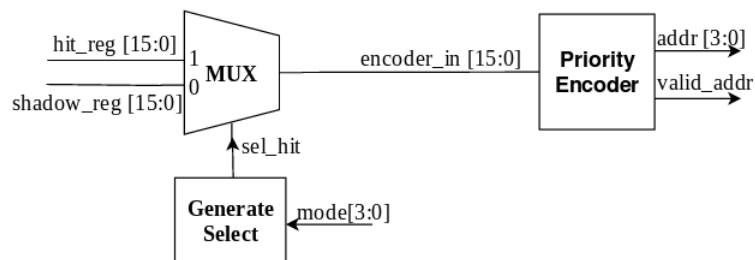 hit_reg [15:0]
1
MUX
0
shadow_reg [15:0]
encoder_in [15:0]
Priority
Encoder
addr [3:0]
valid_addr
sel_hit
Generate
Select
mode[3:0]